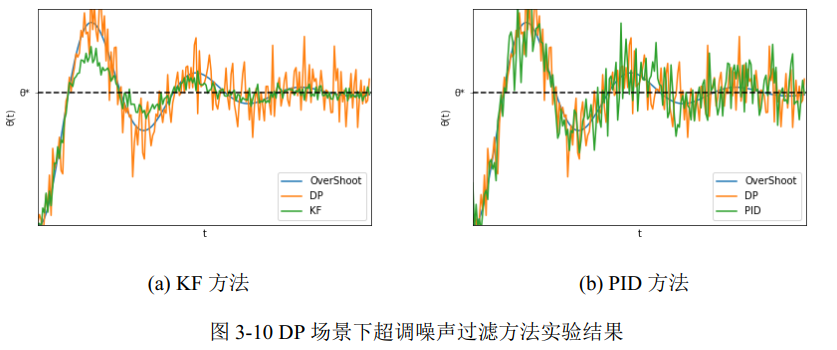 θ(t)
θ*
OverShoot
DP
KF
t
θ(t)
θ*
OverShoot
DP
PID
t
(a) KF 方法
(b) PID 方法
图 3-10 DP 场景下超调噪声过滤方法实验结果